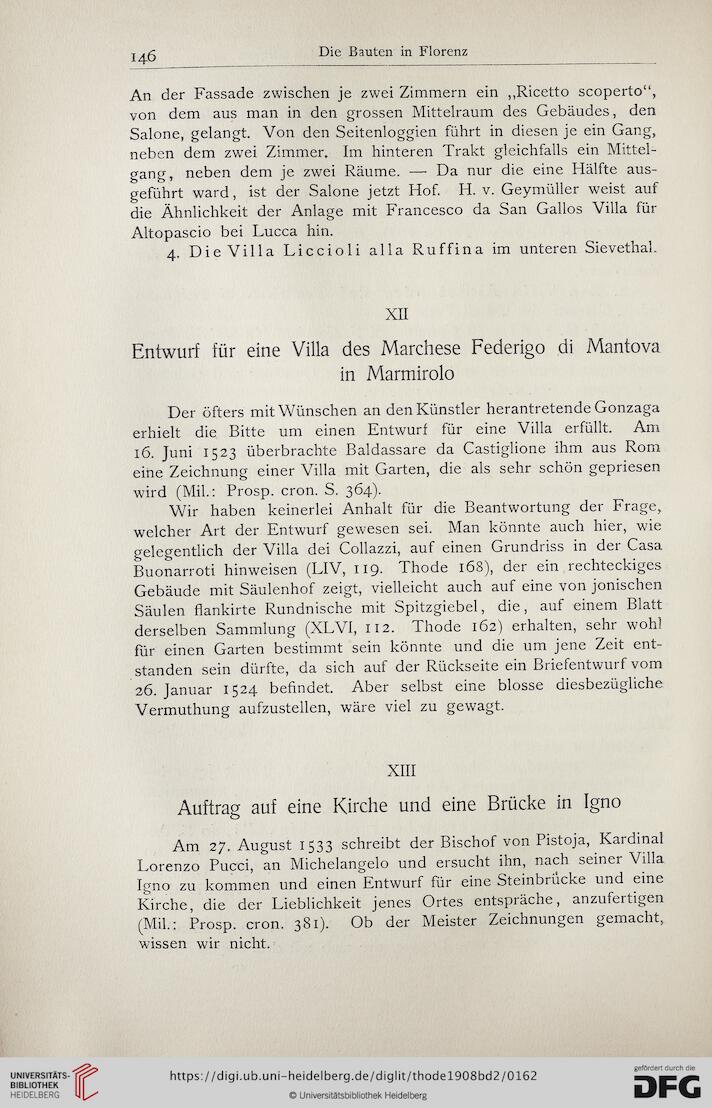 146
Die Bauten in Florenz
An der Fassade zwischen je zwei Zimmern ein „Ricetto scoperto“,
von dem aus man in den grossen Mittelraum des Gebäudes, den
Salone, gelangt. Von den Seitenloggien führt in diesen je ein Gang,
neben dem zwei Zimmer. Im hinteren Trakt gleichfalls ein Mittel-
gang, neben dem je zwei Räume. — Da nur die eine Hälfte aus-
geführt ward, ist der Salone jetzt Hof. H. v. Geymüller weist auf
die Ähnlichkeit der Anlage mit Francesco da San Gallos Villa für
Altopascio bei Lucca hin.
4. Die Villa Liccioli alla Ruffina im unteren Sievethal.
XII
Entwurf für eine Villa des Marchese Federigo di Mantova
in Marmirolo
Der öfters mit Wünschen an den Künstler herantretende Gonzaga
erhielt die Bitte um einen Entwurf für eine Villa erfüllt. Am
16. Juni 1523 überbrachte Baldassare da Castiglione ihm aus Rom
eine Zeichnung einer Villa mit Garten, die als sehr schön gepriesen
wird (Mil.: Prosp. cron. S. 364).
Wir haben keinerlei Anhalt für die Beantwortung der Frage,
welcher Art der Entwurf gewesen sei. Man könnte auch hier, wie
gelegentlich der Villa dei Collazzi, auf einen Grundriss in der Casa
Buonarroti hinweisen (LIV, 119. Thode 168), der ein rechteckiges
Gebäude mit Säulenhof zeigt, vielleicht auch auf eine von jonischen
Säulen flankirte Rundnische mit Spitzgiebel, die, auf einem Blatt
derselben Sammlung (XLVI, 112. Thode 162) erhalten, sehr wohl
für einen Garten bestimmt sein könnte und die um jene Zeit ent-
standen sein dürfte, da sich auf der Rückseite ein Briefentwurf vom
26. Januar 1524 befindet. Aber selbst eine blosse diesbezügliche
Vermuthung aufzustellen, wäre viel zu gewagt.
XIII
Auftrag auf eine Kirche und eine Brücke in Igno
Am 27. August 1533 schreibt der Bischof von Pistoja, Kardinal
Lorenzo Pucci, an Michelangelo und ersucht ihn, nach seiner Villa
Igno zu kommen und einen Entwurf für eine Steinbrücke und eine
Kirche, die der Lieblichkeit jenes Ortes entspräche, anzufertigen
(Mil.: Prosp. cron. 381). Ob der Meister Zeichnungen gemacht,
wissen wir nicht.
UNIVERSITÄTS-
BIBLIOTHEK
HEIDELBERG
https://digi.ub.uni-heidelberg.de/diglit/thode1908bd2/0162
© Universitätsbibliothek Heidelberg
gefördert durch die
DFG